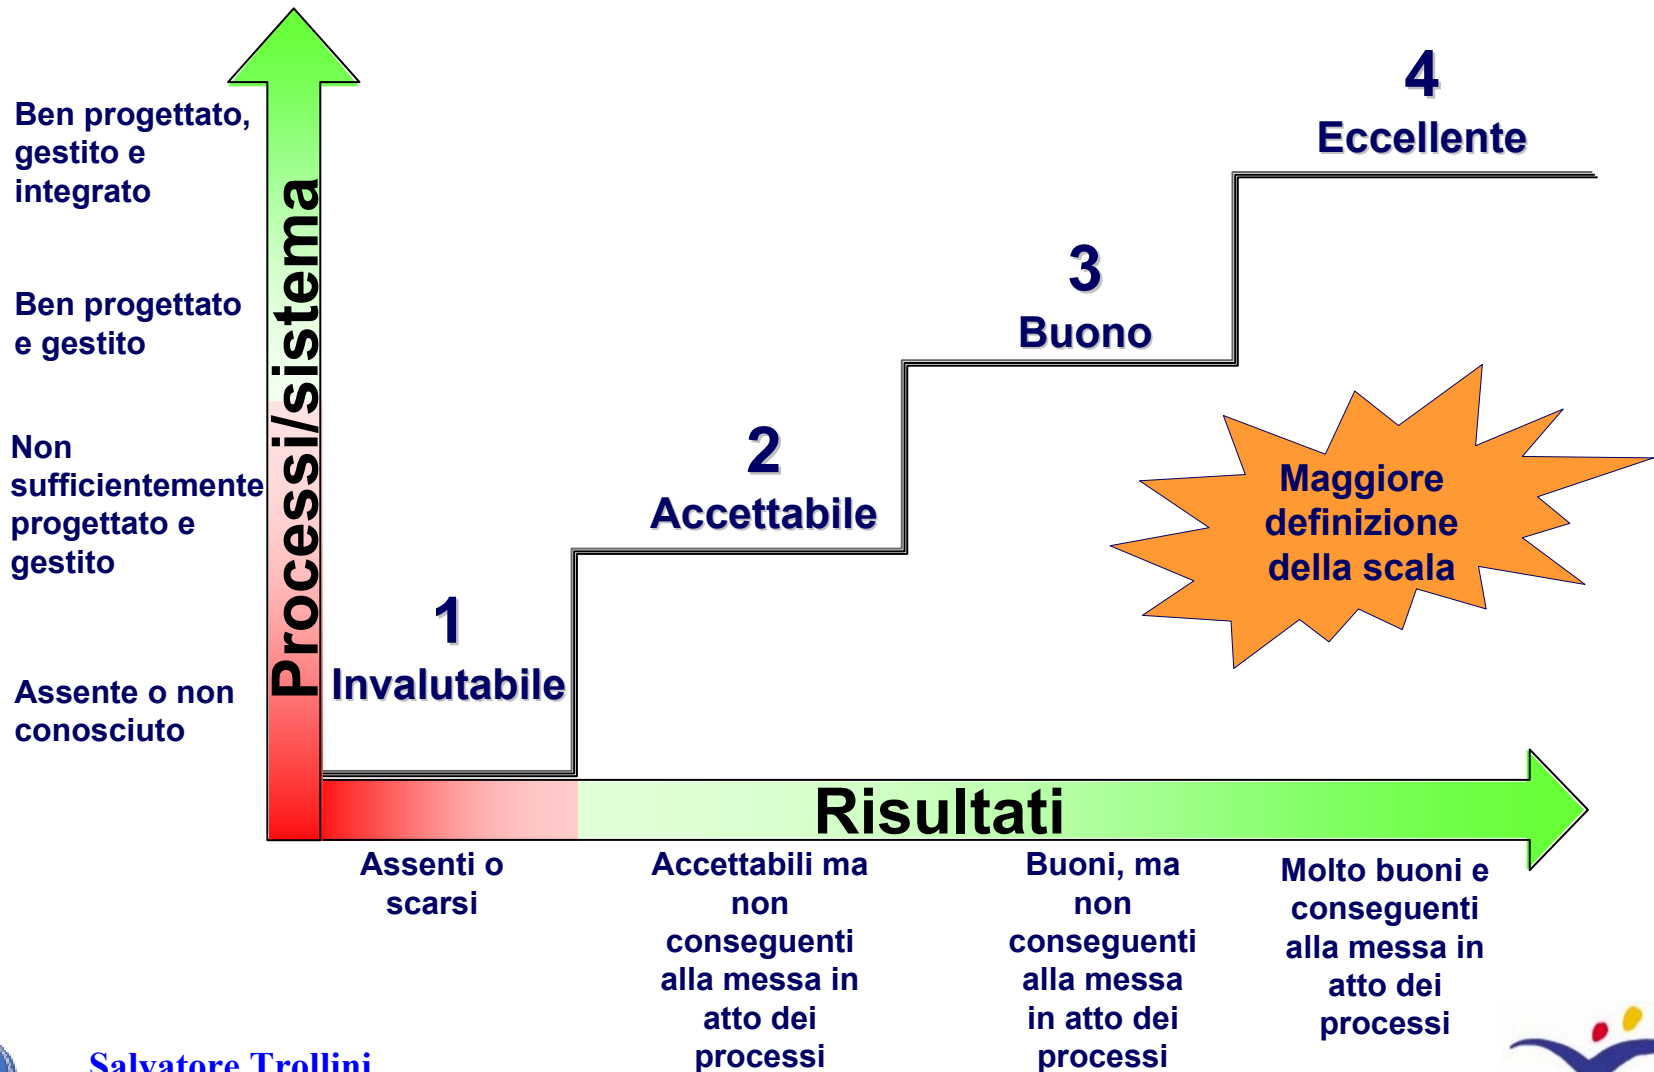 4
Eccellente
Ben progettato,
gestito e
integrato
3
Buono
Ben progettato
e gestito
2
Accettabile
Non
sufficientemente
progettato e
gestito
1
Invalutabile
Assente o non
conosciuto
Processi/sistema
Maggiore
definizione
della scala
Risultati
Assenti o
scarsi
Accettabili ma
non
conseguenti
alla messa in
atto dei
processi
Buoni, ma
non
conseguenti
alla messa
in atto dei
processi
Molto buoni e
conseguenti
alla messa in
atto dei
processi
Salvatore Trollini